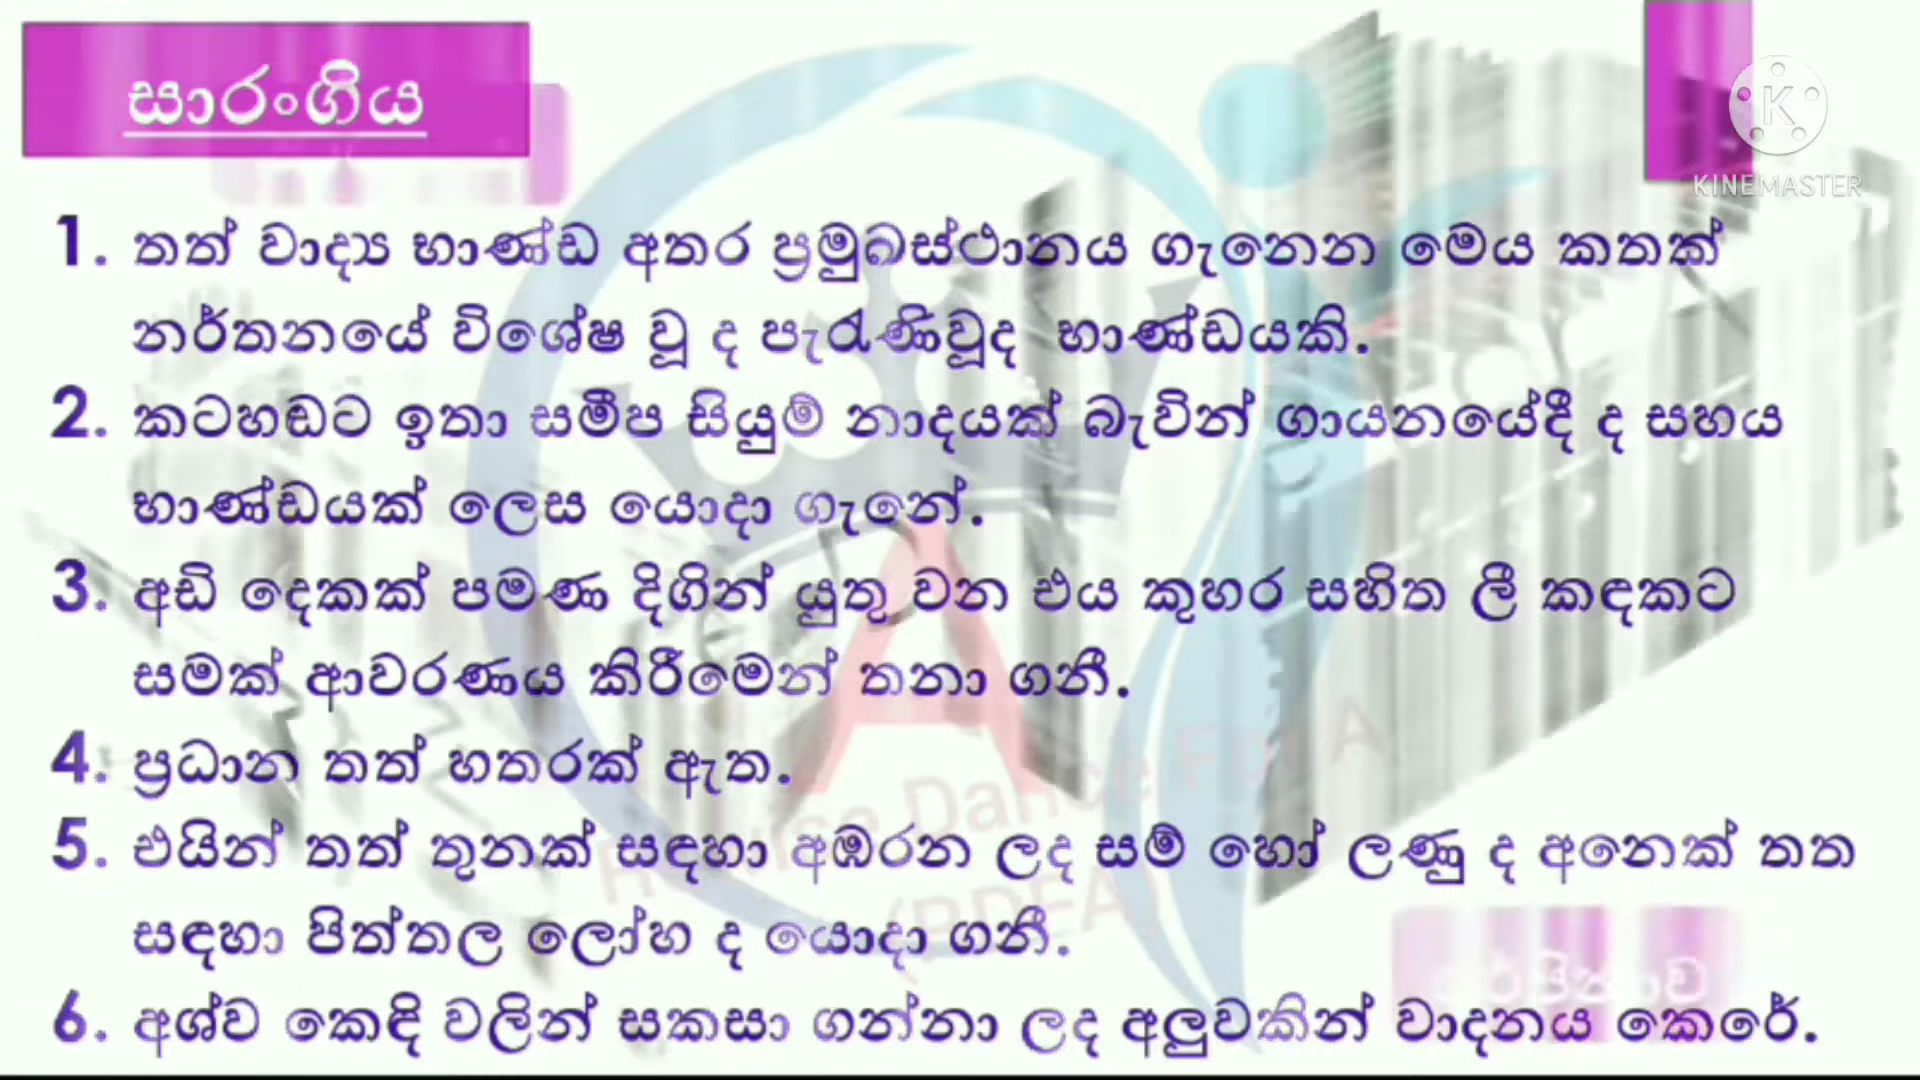 සාරංගිය
KINEMASTER
1. තත් වාද්‍ය භාණ්ඩ අතර ප්‍රමුඛස්ථානය ගැනෙන මෙය කතක්
නර්තනයේ විශේෂ වූ ද පැරැණිවූද භාණ්ඩයකි.
2. කටහඬට ඉතා සමීප සියුම් නාදයක් බැවින් ගායනයේදී ද සහය
භාණ්ඩයක් ලෙස යොදා ගැනේ.
3. අඩි දෙකක් පමණ දිගින් යුතු වන එය කුහර සහිත ලී කඳකට
සමක් ආවරණය කිරීමෙන් තනා ගනී.
4. ප්‍රධාන තත් හතරක් ඇත.
5. එයින් තත් තුනක් සඳහා අඹරන ලද සම් හෝ ලණු ද අනෙක් තත
සඳහා පිත්තල ලෝහ ද යොදා ගනී.
6. අශ්ව කෙඳි වලින් සකසා ගන්නා ලද අලුවකින් වාදනය කෙරේ.